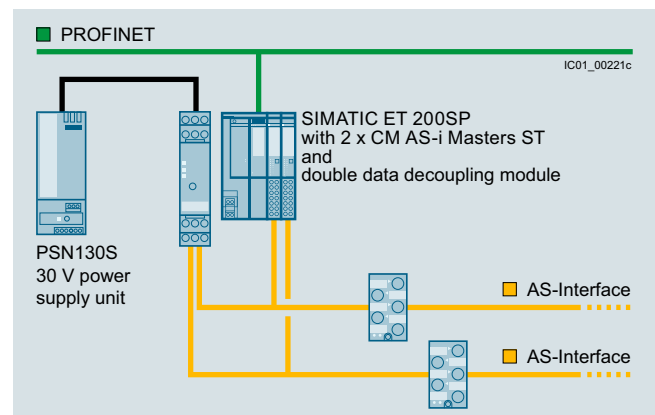 PROFINET
IC01_00221c
SIMATIC ET 200SP
with 2 x CM AS-i Masters ST
and
double data decoupling module
PSN130S
30 V power
supply unit
AS-Interface
AS-Interface